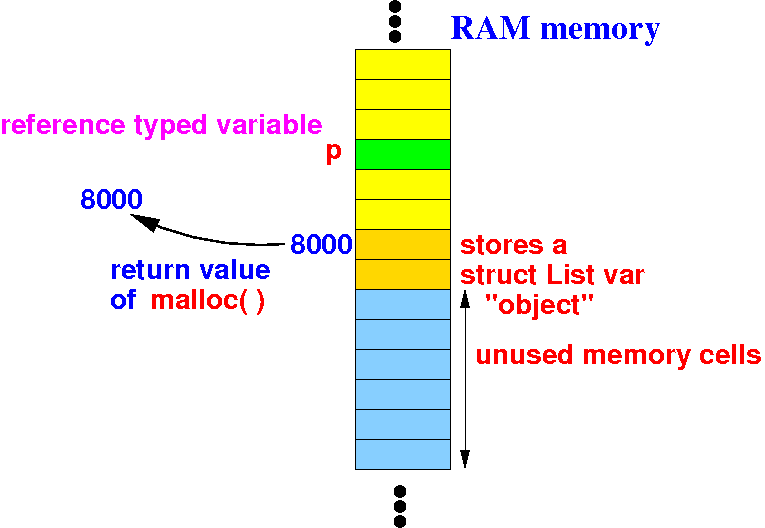 RAM memory
reference typed variable
p
8000
8000
stores a
return value
struct List var
of malloc( )
"object"
unused memory cells